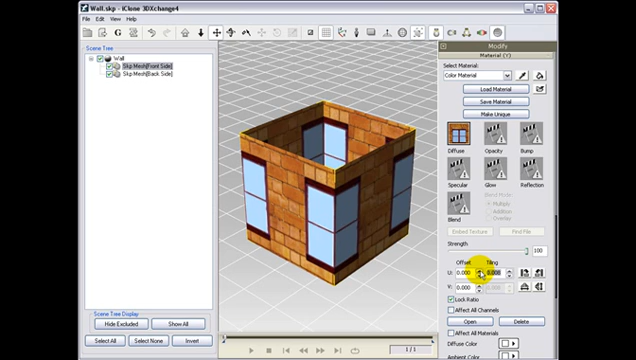 Wall.skp - iClone 3DXchange4
File Edit View Help
Scene Tree
Wall
Skp Mesh[Front Side]
Skp Mesh[Back Side]
Scene Tree Display
Hide Excluded Show All
Select All Select None Invert
1 / 1
Modify
Material (Y)
Select Material:
Color Material
Load Material
Save Material
Make Unique
Diffuse Opacity Bump
Specular Glow Reflection
Blend
Blend Mode:
Multiply
Addition
Overlay
Embed Texture Find File
Strength
100
Offset Tiling
U: 0.000
V: 0.000
Lock Ratio
Affect All Channels
Open Delete
Affect All Materials
Diffuse Color
Ambient Color